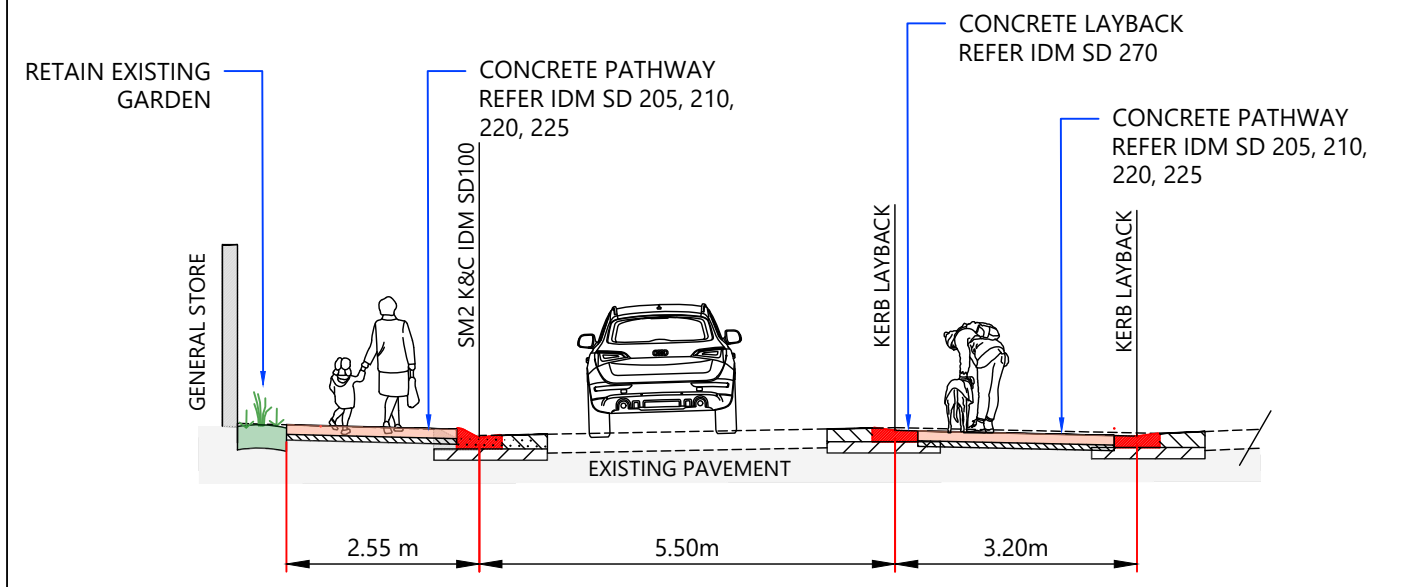 CONCRETE LAYBACK
REFER IDM SD 270
RETAIN EXISTING
GARDEN
CONCRETE PATHWAY
REFER IDM SD 205, 210,
220, 225
CONCRETE PATHWAY
REFER IDM SD 205, 210,
220, 225
GENERAL STORE
SM2 K&C IDM SD100
KERB LAYBACK
KERB LAYBACK
EXISTING PAVEMENT
2.55 m
5.50m
3.20m